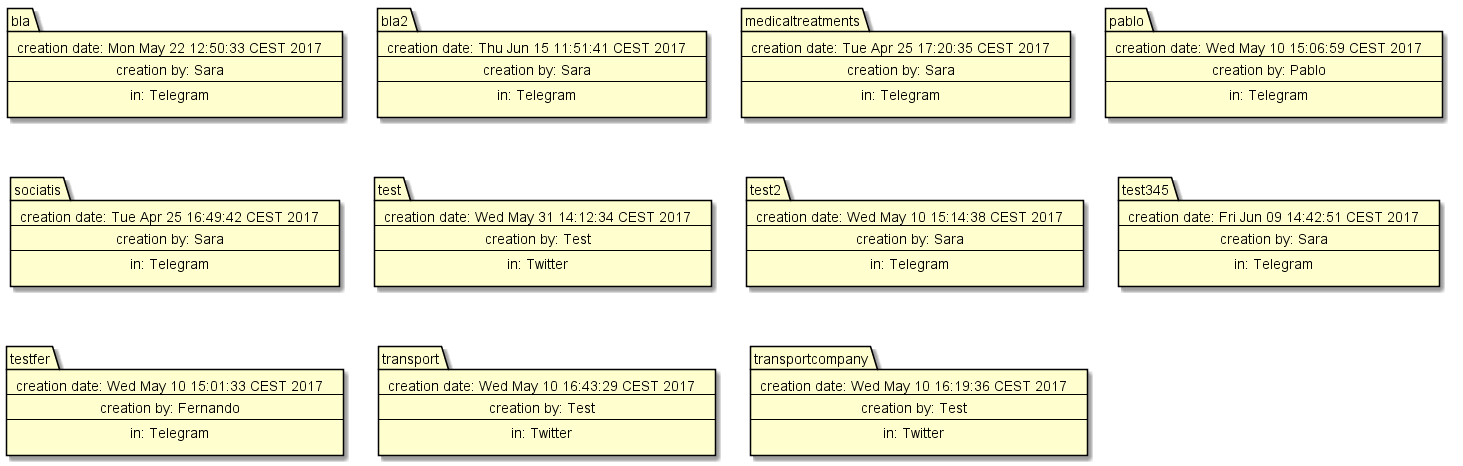 bla
creation date: Mon May 22 12:50:33 CEST 2017
creation by: Sara
in: Telegram
bla2
creation date: Thu Jun 15 11:51:41 CEST 2017
creation by: Sara
in: Telegram
medicaltreatments
creation date: Tue Apr 25 17:20:35 CEST 2017
creation by: Sara
in: Telegram
pablo
creation date: Wed May 10 15:06:59 CEST 2017
creation by: Pablo
in: Telegram
sociatis
creation date: Tue Apr 25 16:49:42 CEST 2017
creation by: Sara
in: Telegram
test
creation date: Wed May 31 14:12:34 CEST 2017
creation by: Test
in: Twitter
test2
creation date: Wed May 10 15:14:38 CEST 2017
creation by: Sara
in: Telegram
test345
creation date: Fri Jun 09 14:42:51 CEST 2017
creation by: Sara
in: Telegram
testfer
creation date: Wed May 10 15:01:33 CEST 2017
creation by: Fernando
in: Telegram
transport
creation date: Wed May 10 16:43:29 CEST 2017
creation by: Test
in: Twitter
transportcompany
creation date: Wed May 10 16:19:36 CEST 2017
creation by: Test
in: Twitter